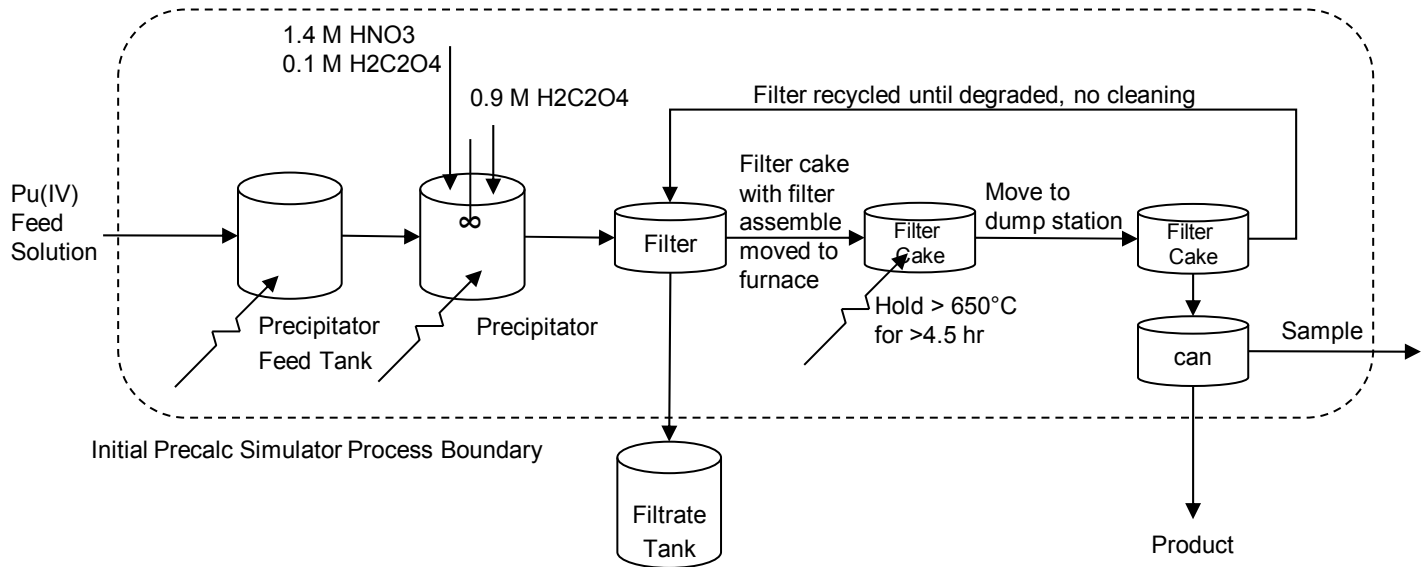 1.4 M HNO3
0.1 M H2C2O4
0.9 M H2C2O4
Filter recycled until degraded, no cleaning
Pu(IV)
Feed
Solution
∞
Filter
Filter cake
with filter
assemble
moved to
furnace
Filter
Cake
Move to
dump station
Filter
Cake
Precipitator
Feed Tank
Precipitator
Hold > 650°C
for >4.5 hr
can
Sample
Initial Precalc Simulator Process Boundary
Filtrate
Tank
Product